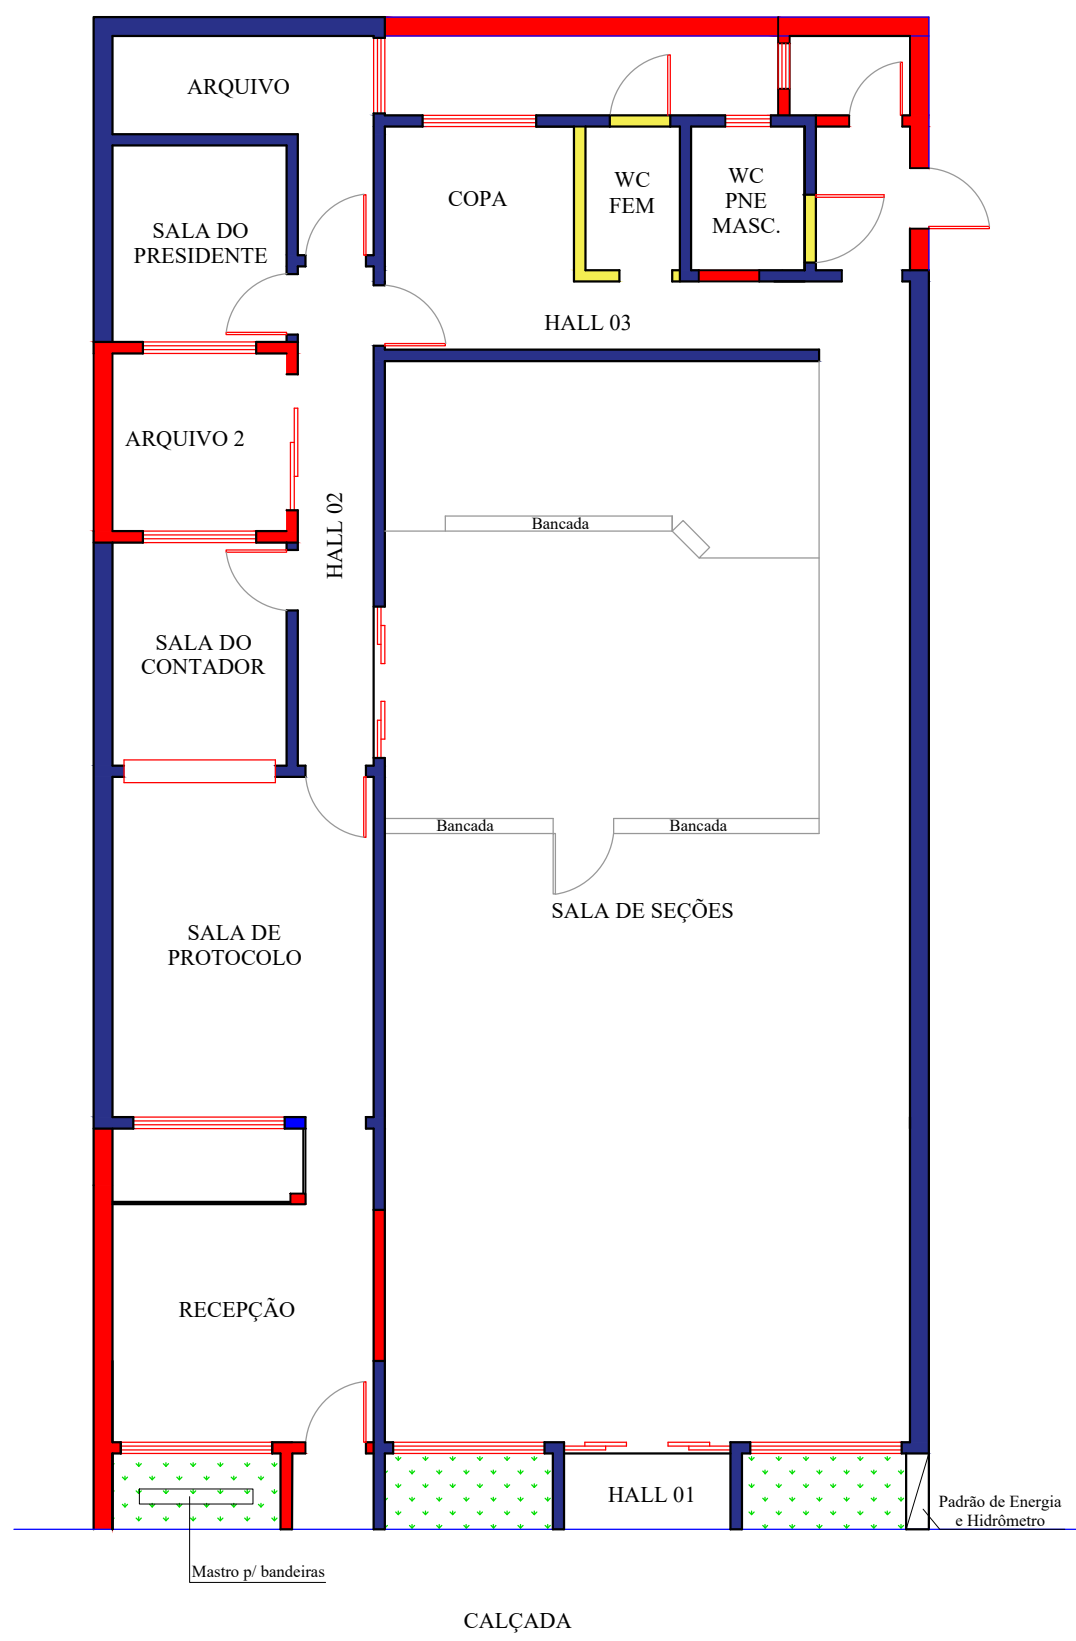 ARQUIVO
SALA DO
PRESIDENTE
COPA
WC
FEM
WC
PNE
MASC.
HALL 03
ARQUIVO 2
HALL 02
Bancada
SALA DO
CONTADOR
Bancada
Bancada
SALA DE SEÇÕES
SALA DE
PROTOCOLO
RECEPÇÃO
HALL 01
Padrão de Energia
e Hidrômetro
Mastro p/ bandeiras
CALÇADA